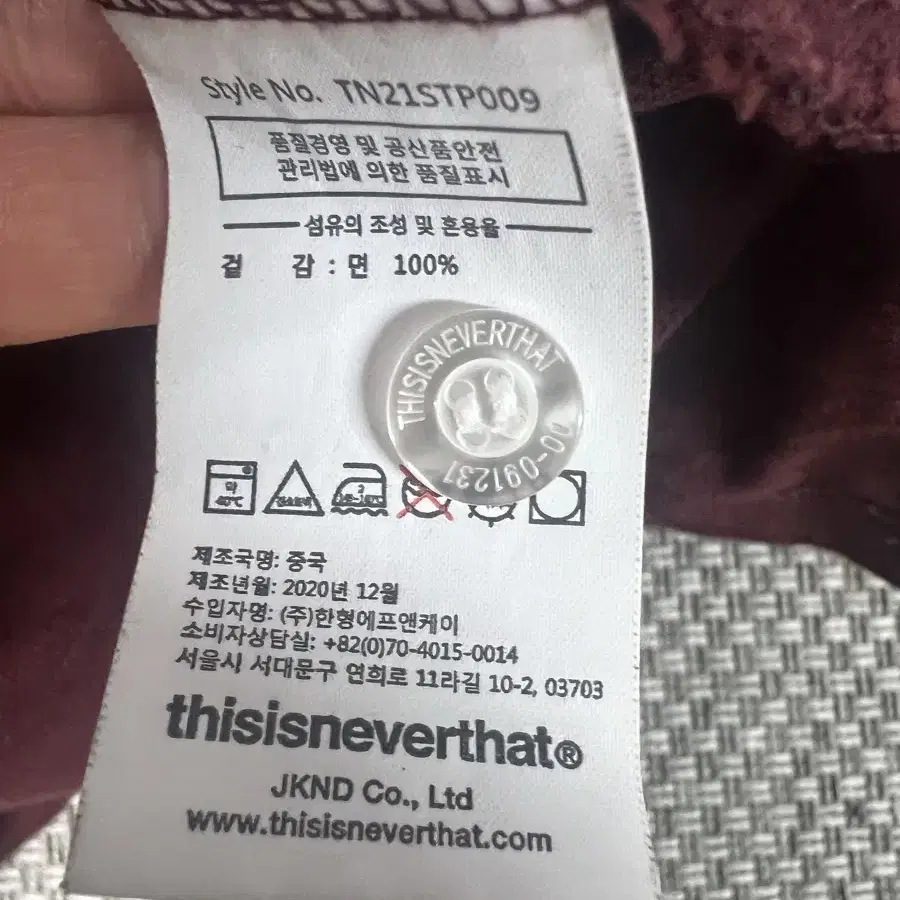 Style No. TN21STP009
품질경영 및 공산품안전
관리법에 의한 품질표시
섬유의 조성 및 혼용율
겉 감 : 면 100%
THISISNEVERTHAT
00-091231
약
40℃
제조국명: 중국
제조년월: 2020년 12월
수입자명: (주)한형에프앤케이
소비자상담실: +82(0)70-4015-0014
서울시 서대문구 연희로 11라길 10-2, 03703
thisisneverthat®
JKND Co., Ltd
www.thisisneverthat.com